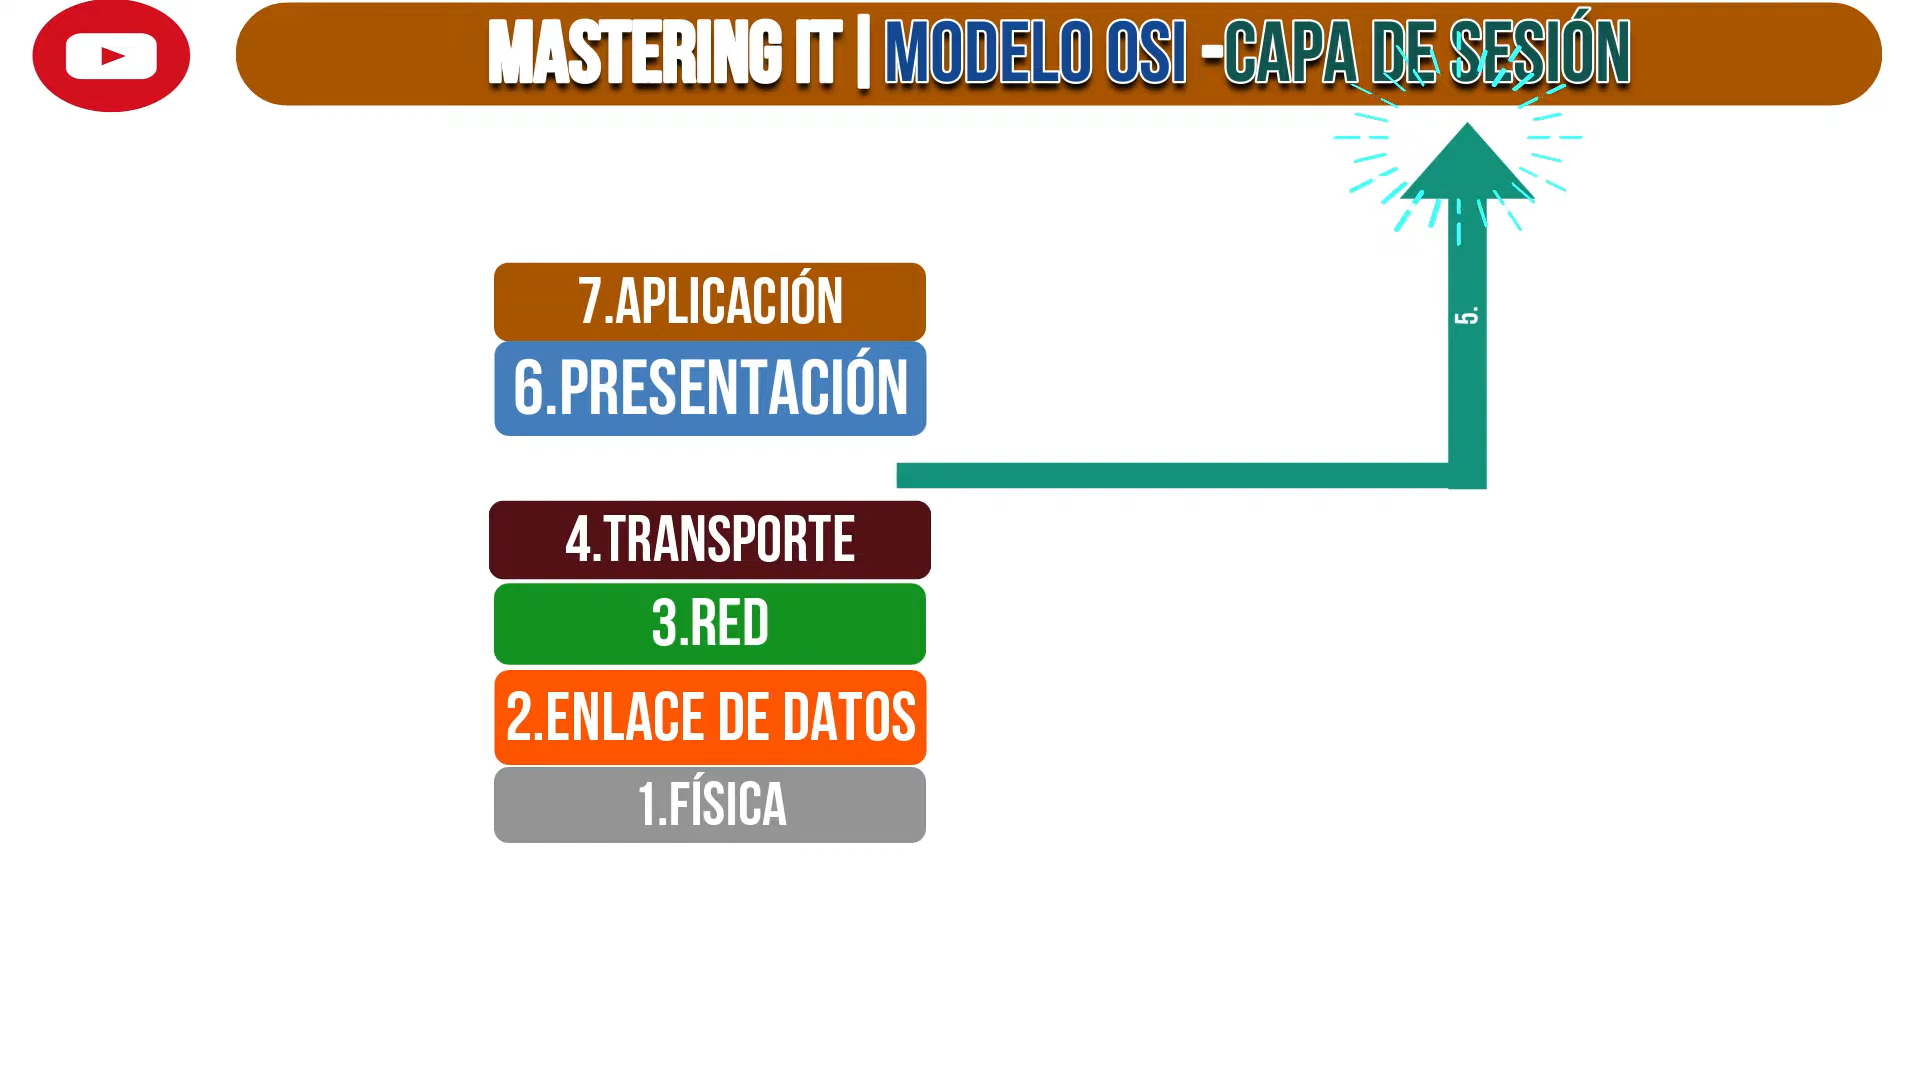 MASTERING IT | MODELO OSI -CAPA DE SESIÓN
7.APLICACIÓN
5.
6.PRESENTACIÓN
4.TRANSPORTE
3.RED
2.ENLACE DE DATOS
1.FÍSICA